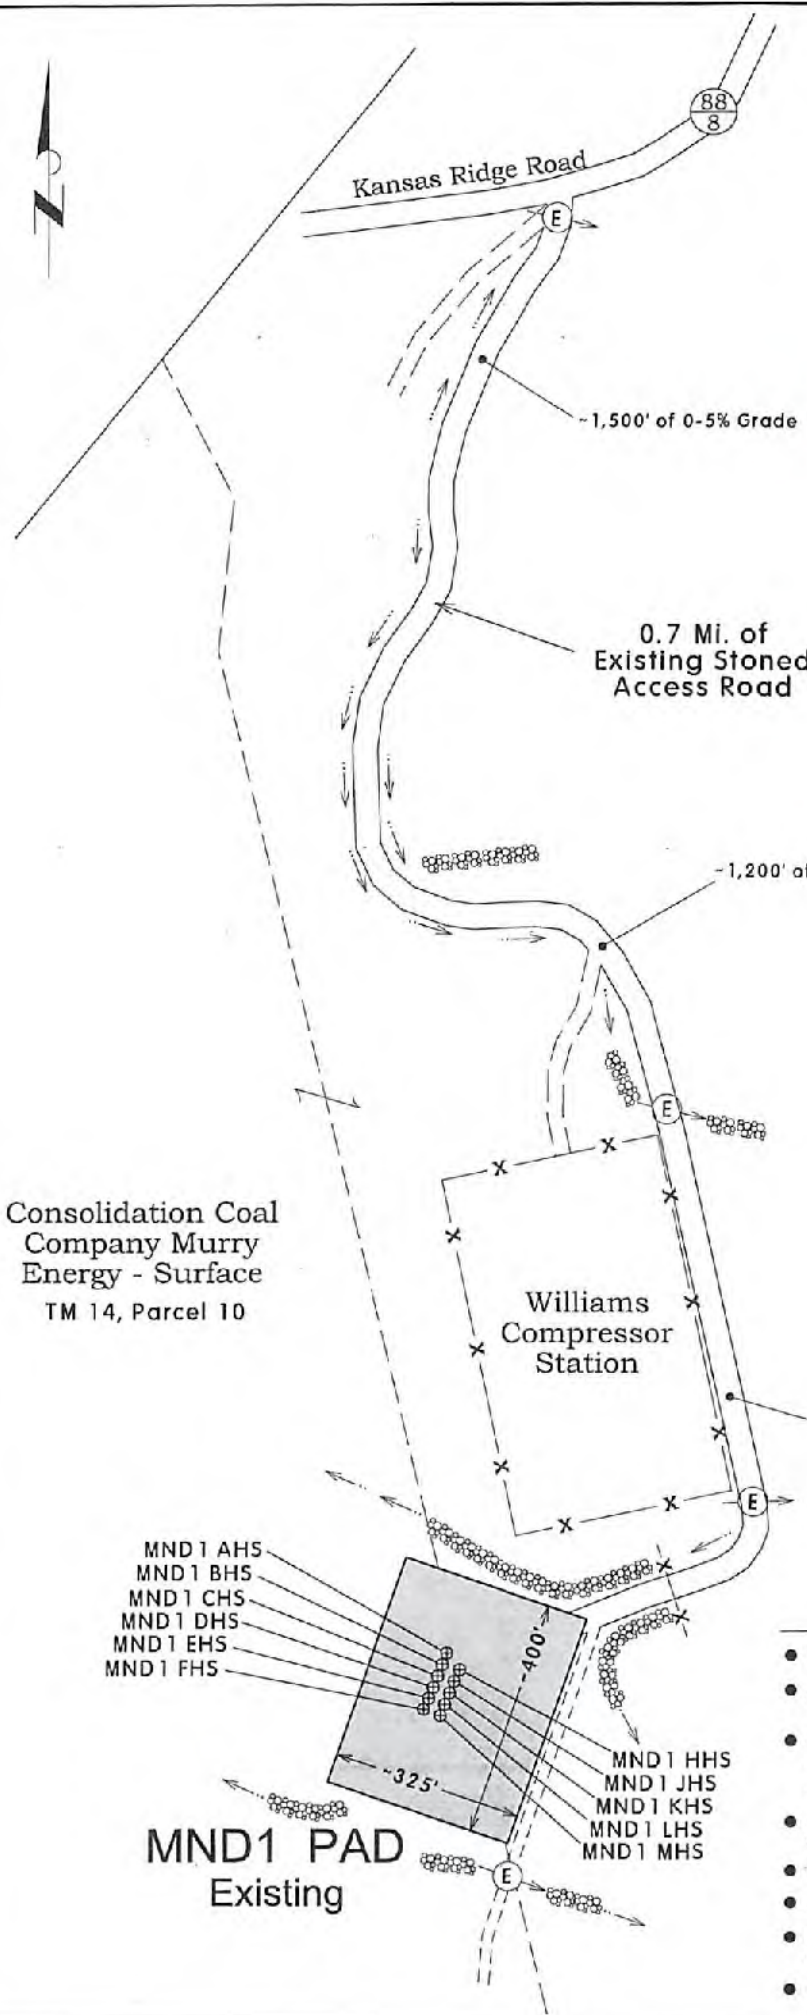 N
88
8
Kansas Ridge Road
E
~1,500' of 0-5% Grade
0.7 Mi. of
Existing Stoned
Access Road
~1,200' of
E
Consolidation Coal
Company Murry
Energy - Surface
TM 14, Parcel 10
Williams
Compressor
Station
E
MND1 AHS
MND1 BHS
MND1 CHS
MND1 DHS
MND1 EHS
MND1 FHS
~400'
~325'
MND1 HHS
MND1 JHS
MND1 KHS
MND1 LHS
MND1 MHS
MND1 PAD
Existing
E